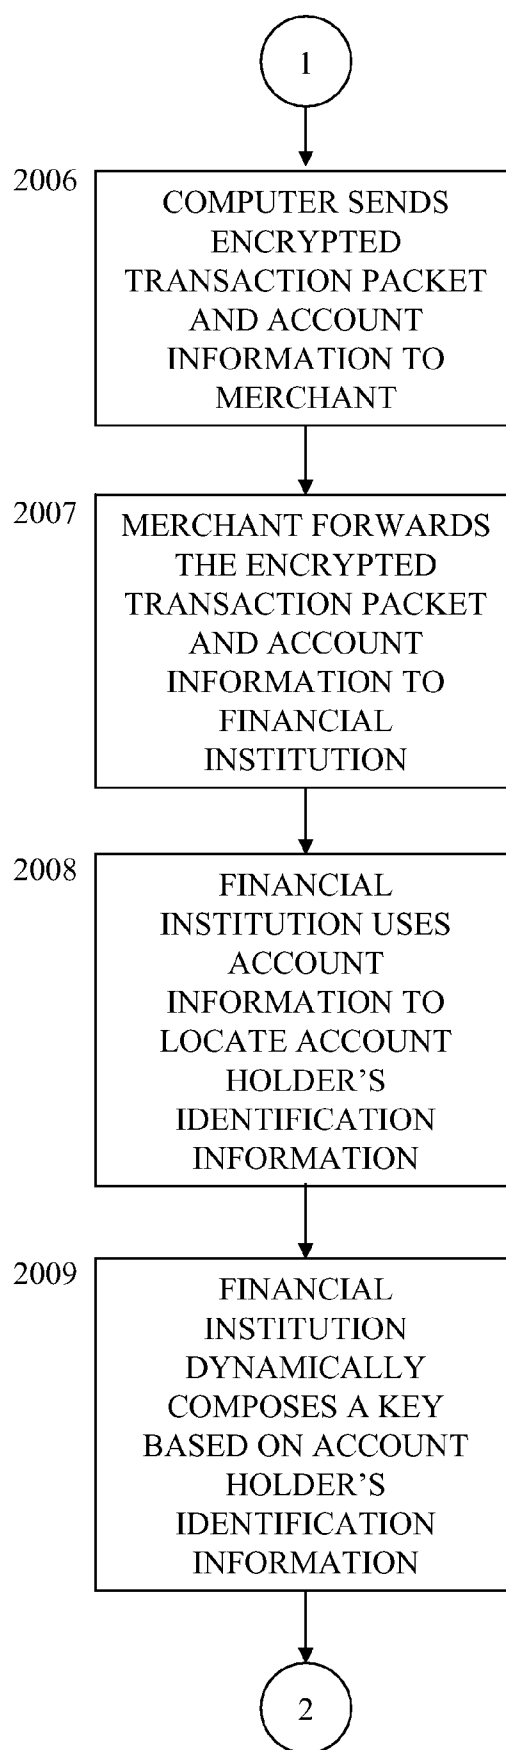 1
2006
COMPUTER SENDS
ENCRYPTED
TRANSACTION PACKET
AND ACCOUNT
INFORMATION TO
MERCHANT
2007
MERCHANT FORWARDS
THE ENCRYPTED
TRANSACTION PACKET
AND ACCOUNT
INFORMATION TO
FINANCIAL
INSTITUTION
2008
FINANCIAL
INSTITUTION USES
ACCOUNT
INFORMATION TO
LOCATE ACCOUNT
HOLDER’S
IDENTIFICATION
INFORMATION
2009
FINANCIAL
INSTITUTION
DYNAMICALLY
COMPOSES A KEY
BASED ON ACCOUNT
HOLDER’S
IDENTIFICATION
INFORMATION
2